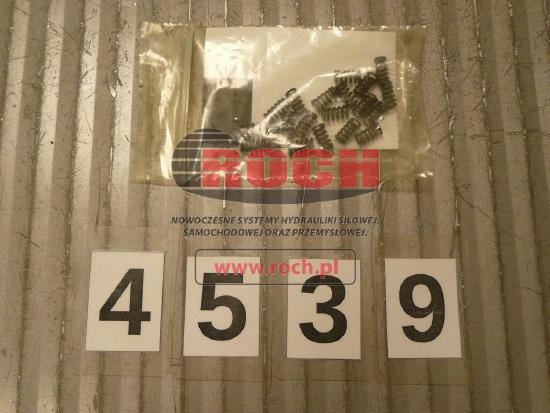 ROCH
NOWOCZESNE SYSTEMY HYDRAULIKI SIŁOWEJ,
SAMOCHODOWEJ ORAZ PRZEMYSŁOWEJ.
www.roch.pl
4 5 3 9